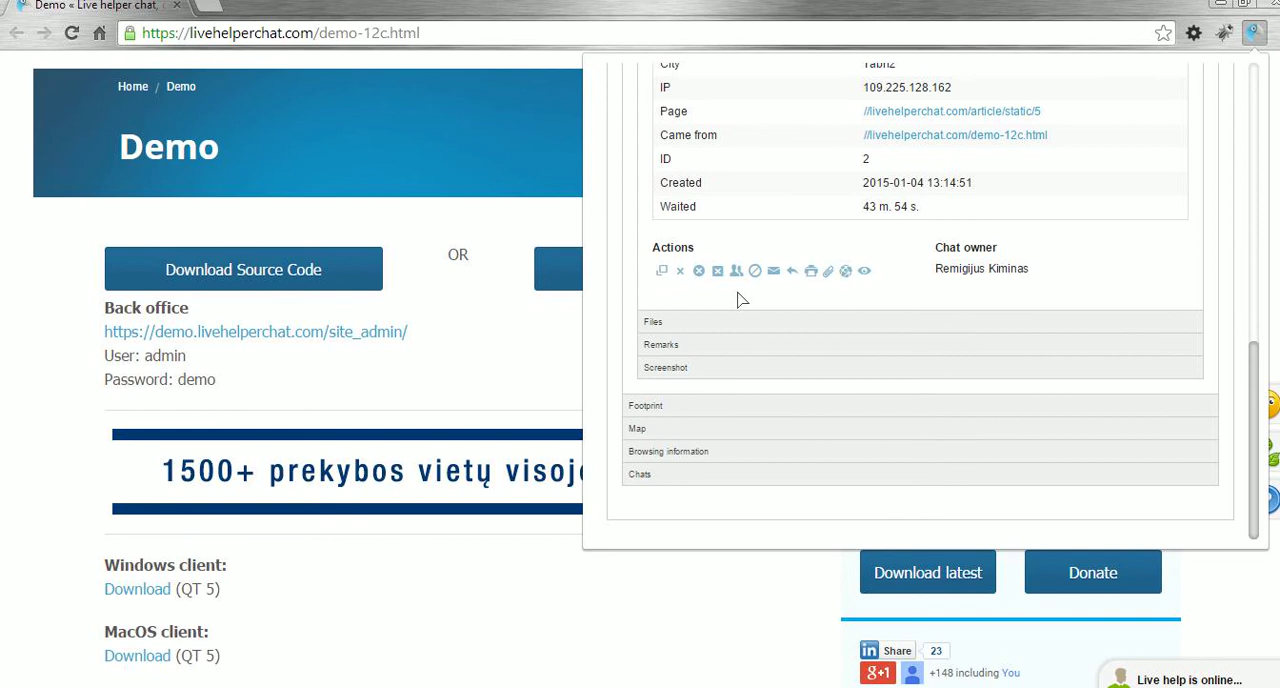 Demo « Live helper chat,
https://livehelperchat.com/demo-12c.html
Home / Demo
Demo
Download Source Code
OR
Back office
https://demo.livehelperchat.com/site_admin/
User: admin
Password: demo
1500+ prekybos vietų visoje
Windows client:
Download (QT 5)
MacOS client:
Download (QT 5)
City
IP 109.225.128.162
Page //livehelperchat.com/article/static/5
Came from //livehelperchat.com/demo-12c.html
ID 2
Created 2015-01-04 13:14:51
Waited 43 m. 54 s.
Actions
Chat owner
Remigijus Kiminas
Files
Remarks
Screenshot
Footprint
Map
Browsing information
Chats
Download latest
Donate
in Share 23
g+1 +148 including You
Live help is online...